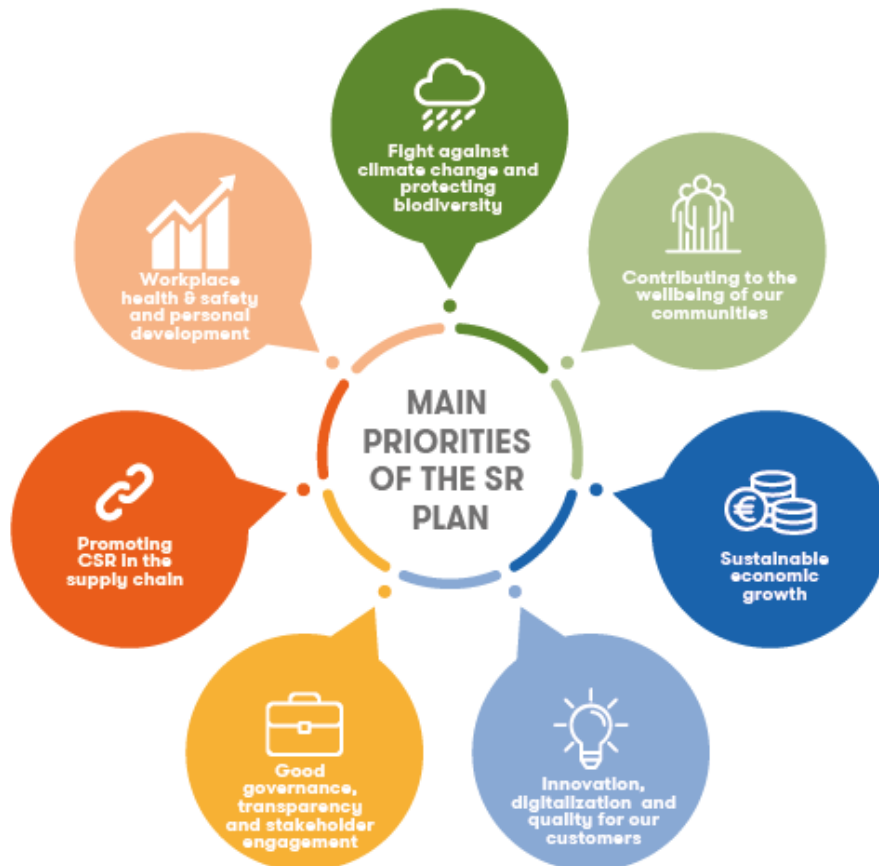 Fight against
climate change and
protecting
biodiversity
Contributing to the
wellbeing of our
communities
Sustainable
economic
growth
Innovation,
digitalization and
quality for our
customers
Good
governance,
transparency
and stakeholder
engagement
Promoting
CSR in the
supply chain
Workplace
health & safety
and personal
development
MAIN
PRIORITIES
OF THE SR
PLAN
€